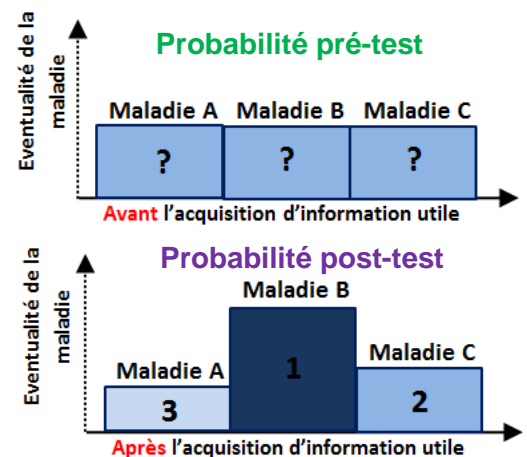 Probabilité pré-test
Eventualité de la
maladie
Maladie A Maladie B Maladie C
? ? ?
Avant l'acquisition d'information utile
Probabilité post-test
Eventualité de la
maladie
Maladie B
Maladie A
Maladie C
3
1
2
Après l'acquisition d'information utile